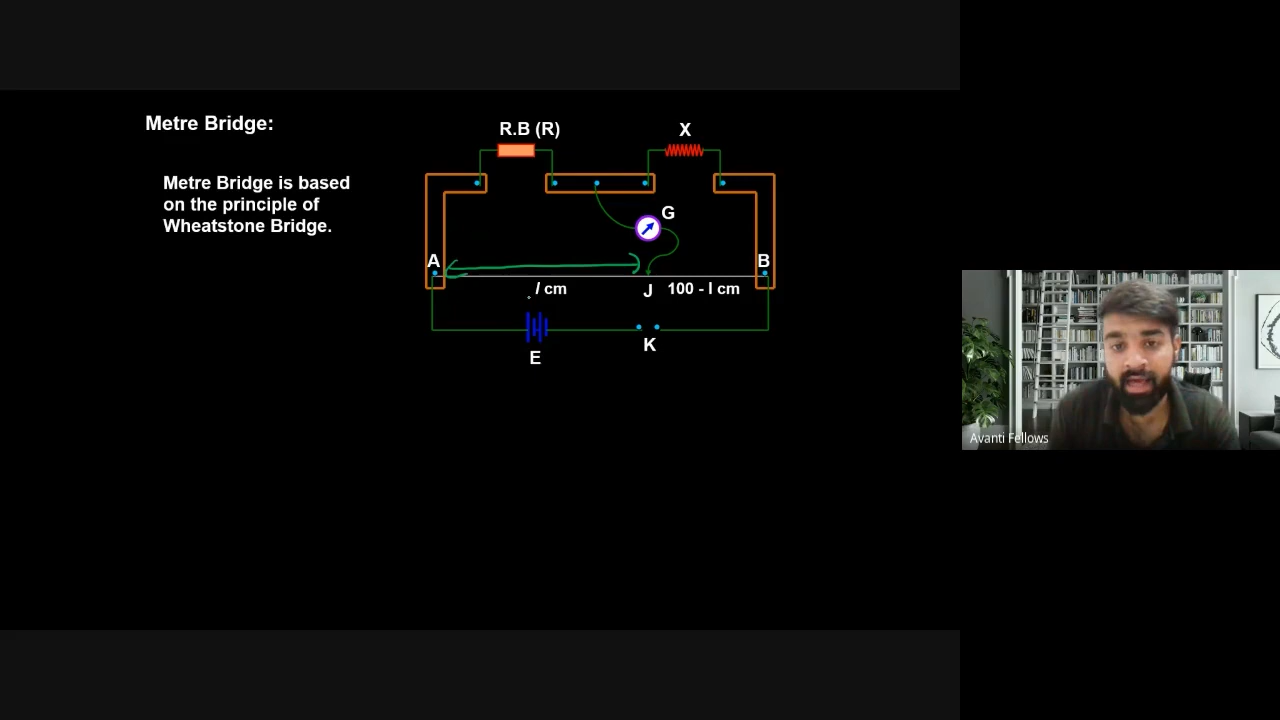 Metre Bridge:
Metre Bridge is based
on the principle of
Wheatstone Bridge.
R.B (R)
X
G
A
B
l cm
J
100 - l cm
E
K
Avanti Fellows